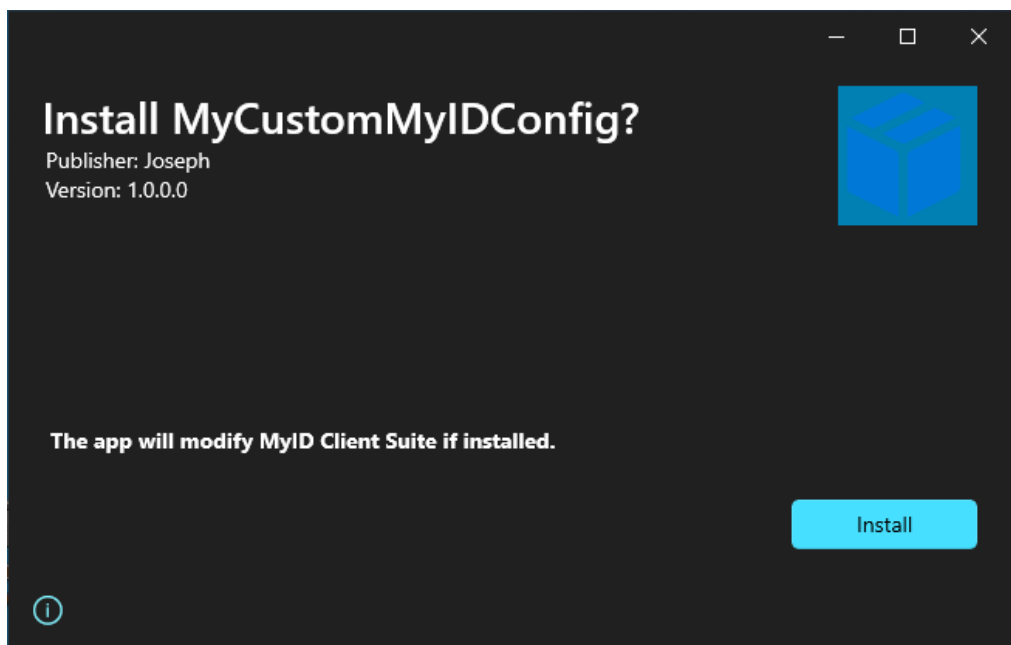 Install MyCustomMyIDConfig?
Publisher: Joseph
Version: 1.0.0.0
The app will modify MyID Client Suite if installed.
Install